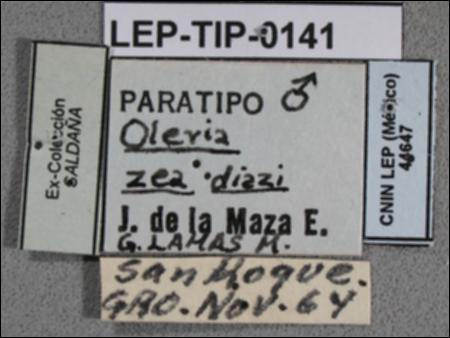 LEP-TIP-0141
Ex-Colección
SALDAÑA
PARATIPO ♂
Oleria
zea diazi
J. de la Maza E.
G. LAMAS M.
CNIN LEP (México)
44647
San Roque.
GRO. Nov. 64